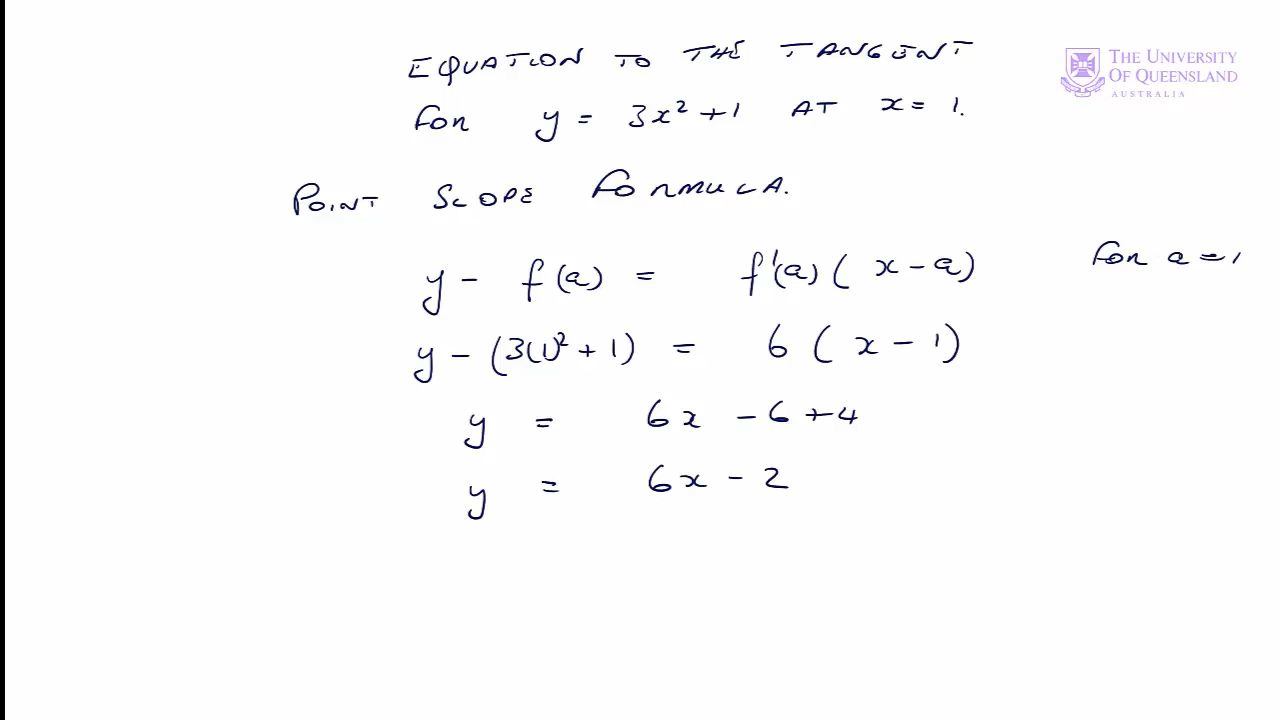 EQUATION TO THE TANGENT
THE UNIVERSITY
OF QUEENSLAND
AUSTRALIA
For y = 3x² + 1 AT x = 1.
POINT SLOPE FORMULA.
y - f(a) = f'(a) ( x - a) For a = 1
y - (3(1)² + 1) = 6 ( x - 1)
y = 6x - 6 + 4
y = 6x - 2